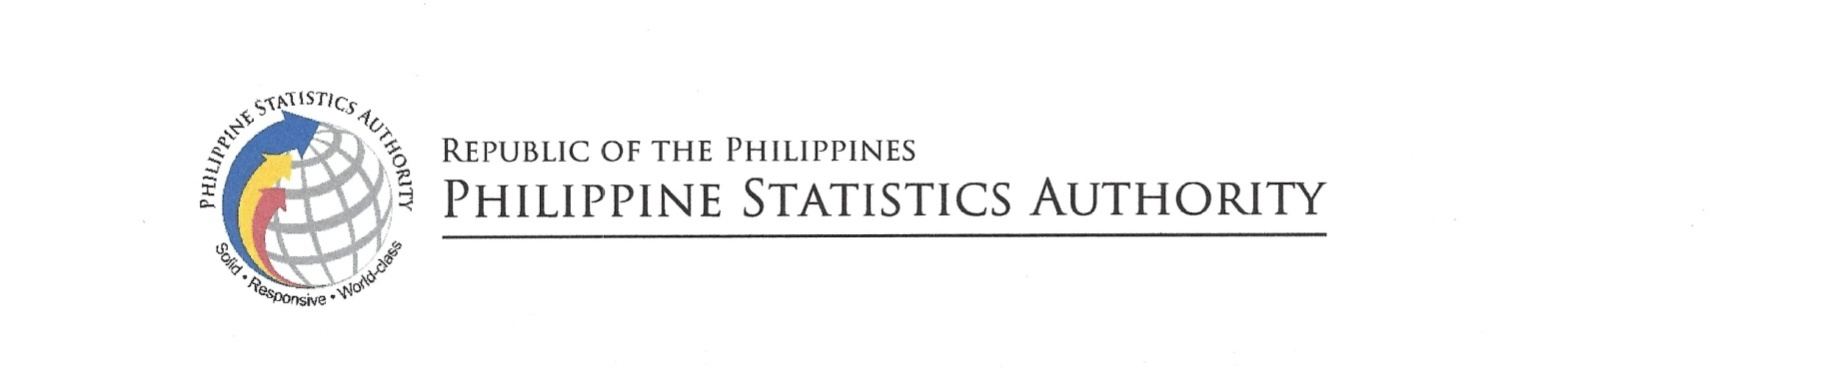 PHILIPPINE STATISTICS AUTHORITY
Solid • Responsive • World-class
REPUBLIC OF THE PHILIPPINES
PHILIPPINE STATISTICS AUTHORITY